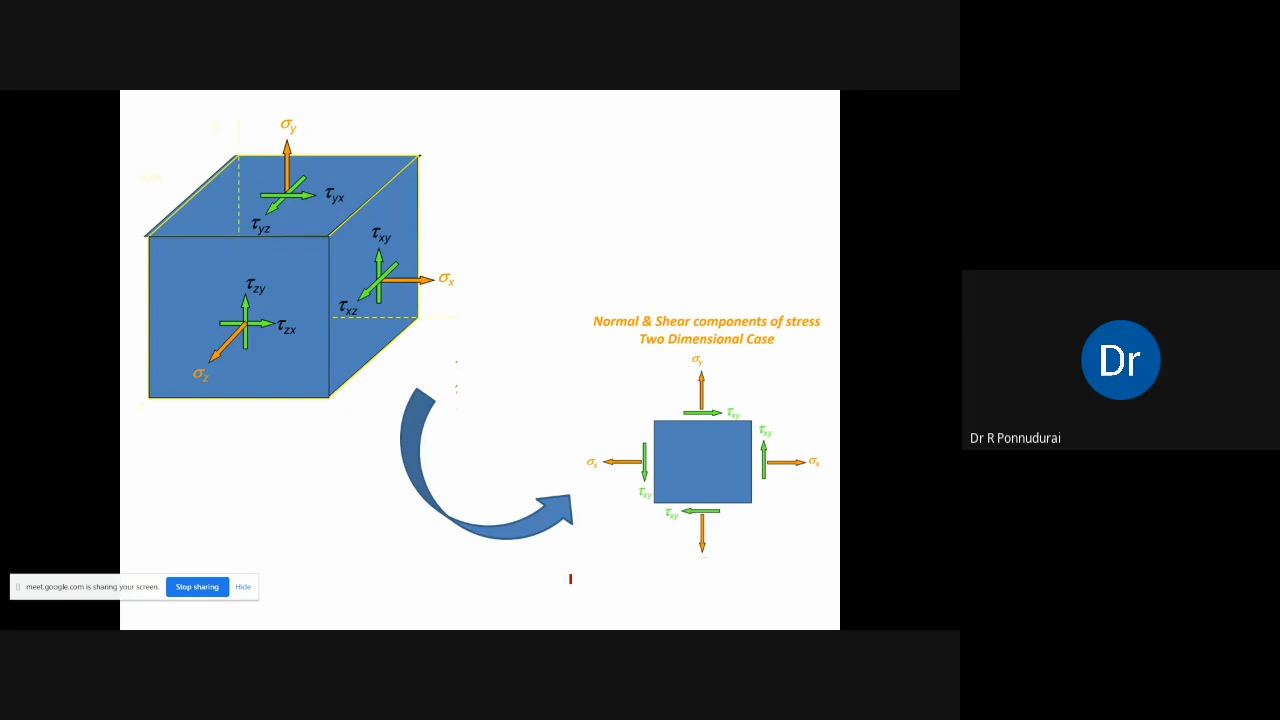 σy
τyx
τyz
τxy
σx
τxz
τzy
τzx
σz
Normal & Shear components of stress
Two Dimensional Case
σy
τxy
τxy
σx
σx
τxy
τxy
meet.google.com is sharing your screen.
Stop sharing
Hide
Dr
Dr R Ponnudurai